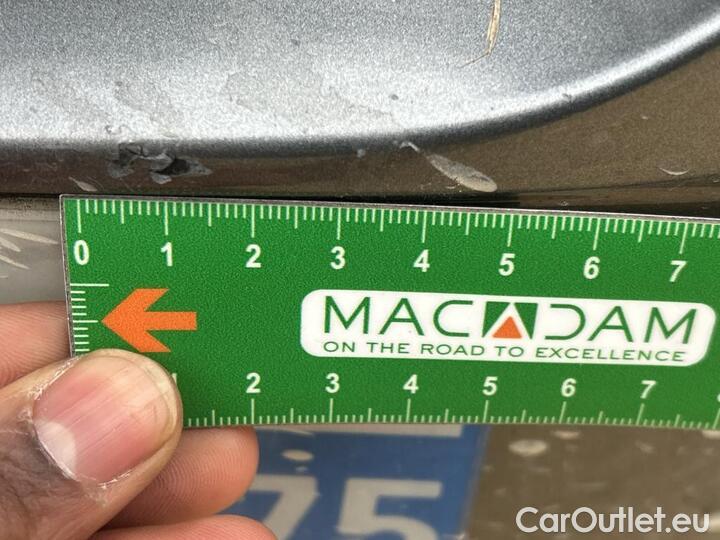 0 1 2 3 4 5 6 7
MACADAM
ON THE ROAD TO EXCELLENCE
1 2 3 4 5 6 7
75
CarOutlet.eu